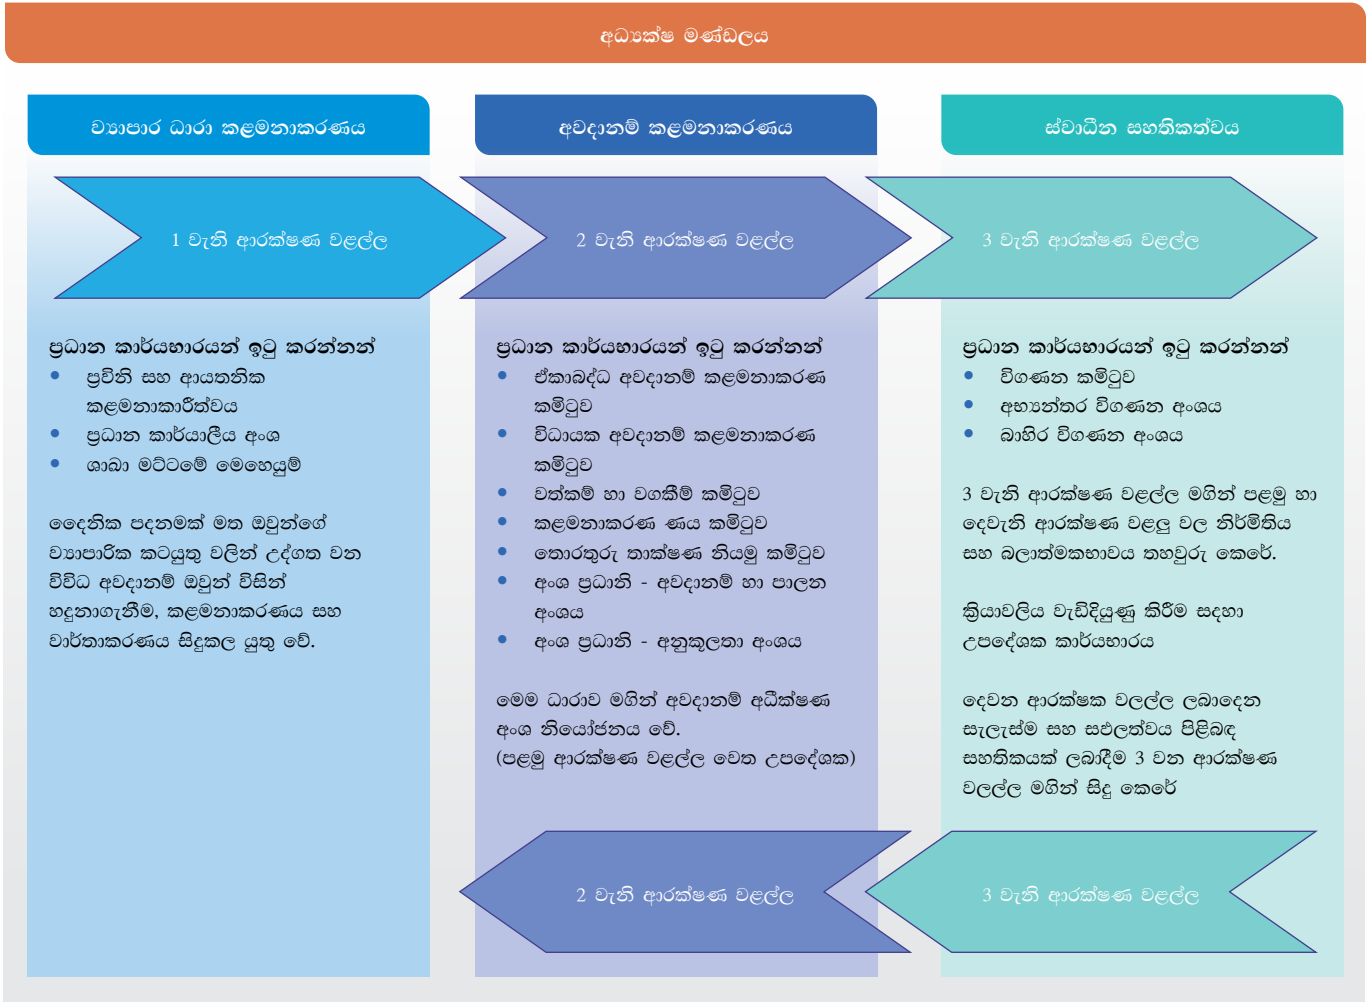 අධ්‍යක්ෂ මණ්ඩලය
ව්‍යාපාර ධාරා කළමනාකරණය
1 වැනි ආරක්ෂණ වළල්ල
ප්‍රධාන කාර්යභාරයන් ඉටු කරන්නන්
• ප්‍රවිනි සහ ආයතනික
කළමනාකාරීත්වය
• ප්‍රධාන කාර්යාලීය අංශ
• ශාඛා මට්ටමේ මෙහෙයුම්
දෛනික පදනමක් මත ඔවුන්ගේ
ව්‍යාපාරික කටයුතු වලින් උද්ගත වන
විවිධ අවදානම් ඔවුන් විසින්
හදුනාගැනීම, කළමනාකරණය සහ
වාර්තාකරණය සිදුකල යුතු වේ.
අවදානම් කළමනාකරණය
2 වැනි ආරක්ෂණ වළල්ල
ප්‍රධාන කාර්යභාරයන් ඉටු කරන්නන්
• ඒකාබද්ධ අවදානම් කළමනාකරණ
කමිටුව
• විධායක අවදානම් කළමනාකරණ
කමිටුව
• වත්කම් හා වගකීම් කමිටුව
• කළමනාකරණ ණය කමිටුව
• තොරතුරු තාක්ෂණ නියමු කමිටුව
• අංශ ප්‍රධානි - අවදානම් හා පාලන
අංශය
• අංශ ප්‍රධානි - අනුකූලතා අංශය
මෙම ධාරාව මගින් අවදානම් අධීක්ෂණ
අංශ නියෝජනය වේ.
(පළමු ආරක්ෂණ වළල්ල වෙත උපදේශක)
2 වැනි ආරක්ෂණ වළල්ල
ස්වාධීන සහතිකත්වය
3 වැනි ආරක්ෂණ වළල්ල
ප්‍රධාන කාර්යභාරයන් ඉටු කරන්නන්
• විගණන කමිටුව
• අභ්‍යන්තර විගණන අංශය
• බාහිර විගණන අංශය
3 වැනි ආරක්ෂණ වළල්ල මගින් පළමු හා
දෙවැනි ආරක්ෂණ වළලු වල නිර්මිතිය
සහ බලාත්මකභාවය තහවුරු කෙරේ.
ක්‍රියාවලිය වැඩිදියුණු කිරීම සදහා
උපදේශක කාර්යභාරය
දෙවන ආරක්ෂක වලල්ල ලබාදෙන
සැලැස්ම සහ සඵලත්වය පිළිබඳ
සහතිකයක් ලබාදීම 3 වන ආරක්ෂණ
වලල්ල මගින් සිදු කෙරේ
3 වැනි ආරක්ෂණ වළල්ල